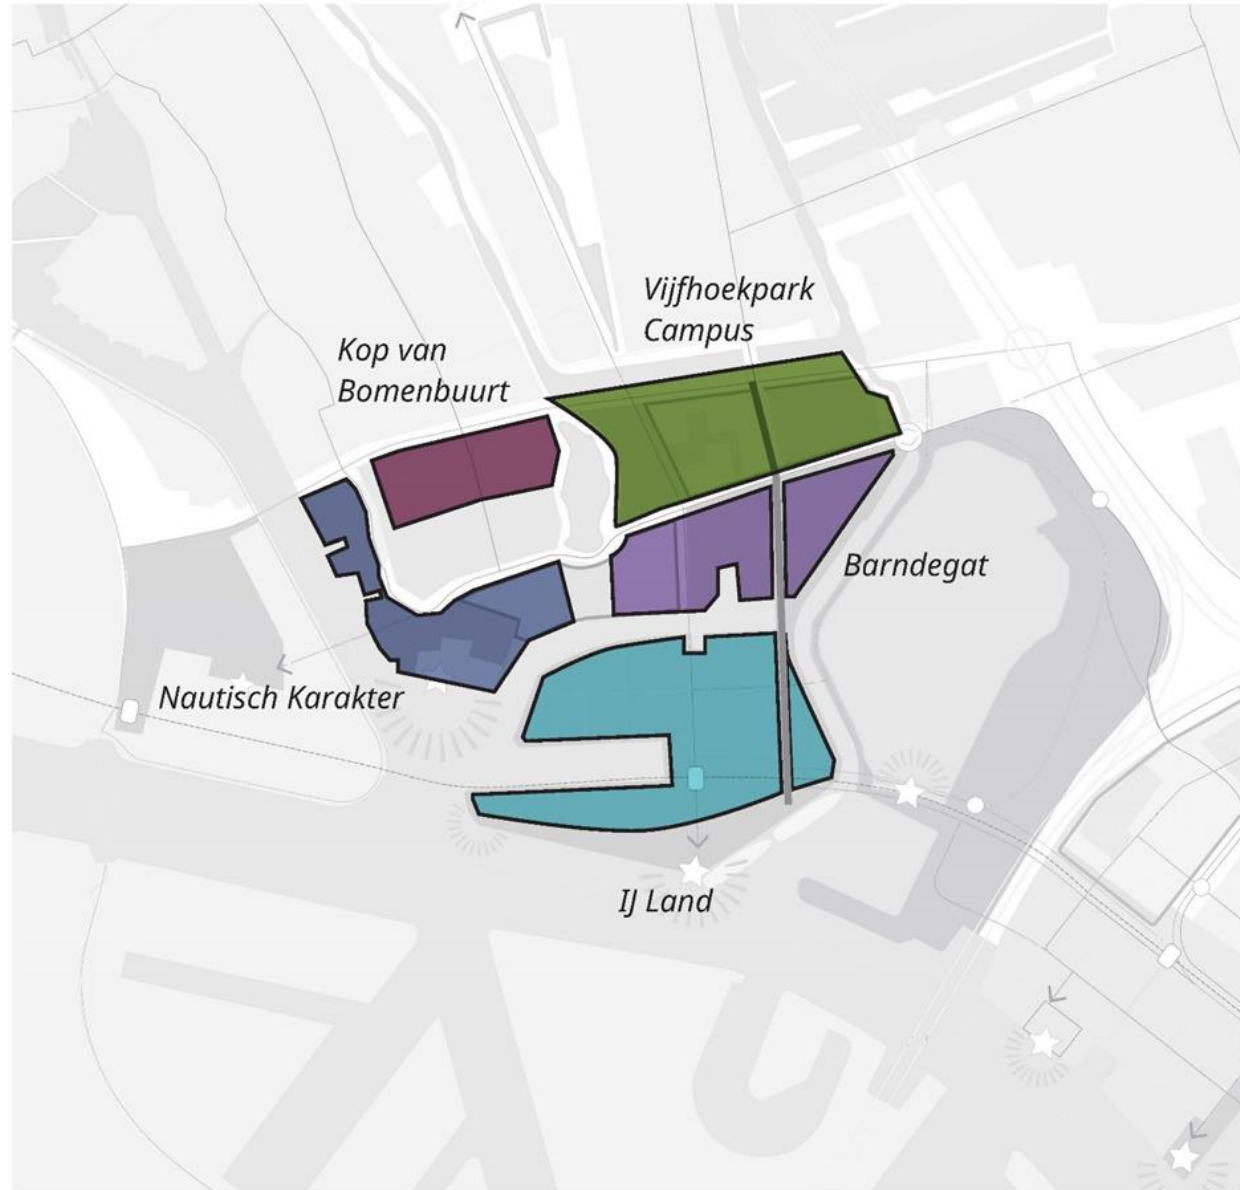 Vijfhoekpark
Campus
Kop van
Bomenbuurt
Barndegat
Nautisch Karakter
IJ Land